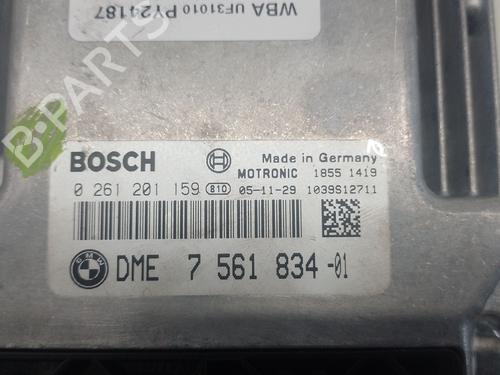 WBA UF31010 PY24187
B-PARTS
BOSCH
Made in Germany
MOTRONIC 1855 1419
0 261 201 159 810 05-11-29 1039S12711
BMW
DME 7 561 834-01